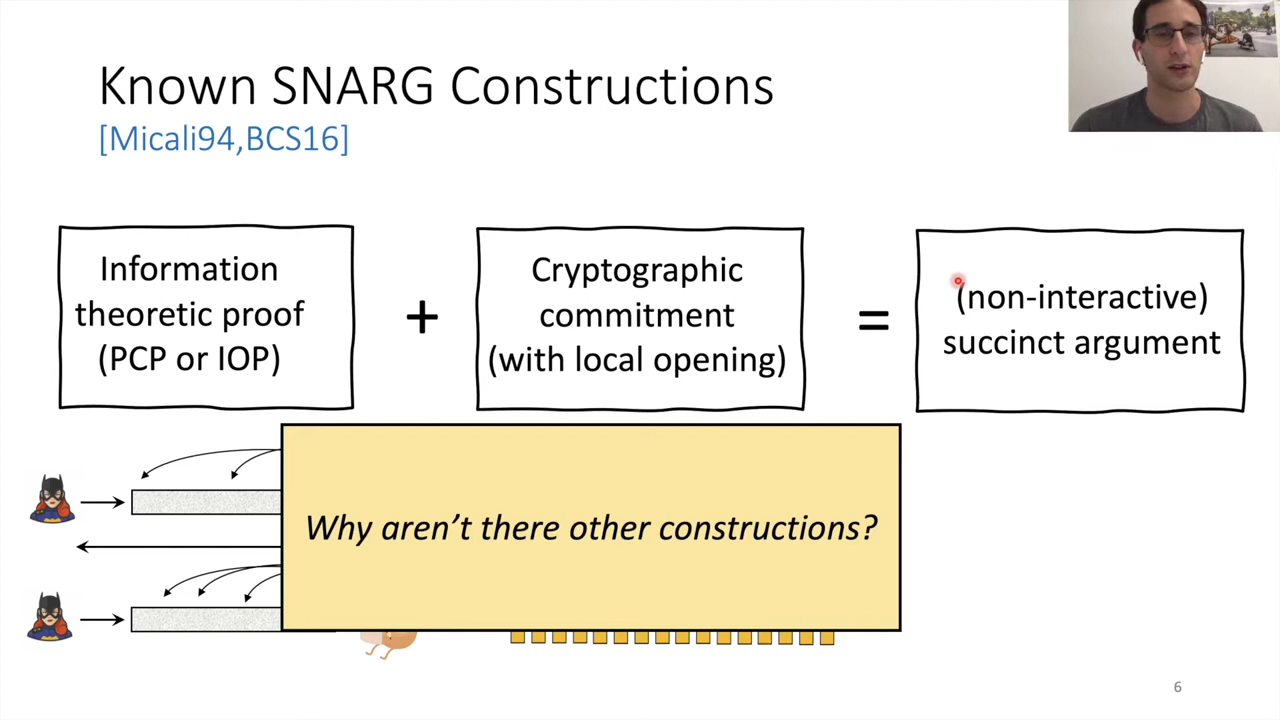 Known SNARG Constructions
[Micali94,BCS16]
Information
theoretic proof
(PCP or IOP)
+
Cryptographic
commitment
(with local opening)
=
(non-interactive)
succinct argument
Why aren’t there other constructions?
6